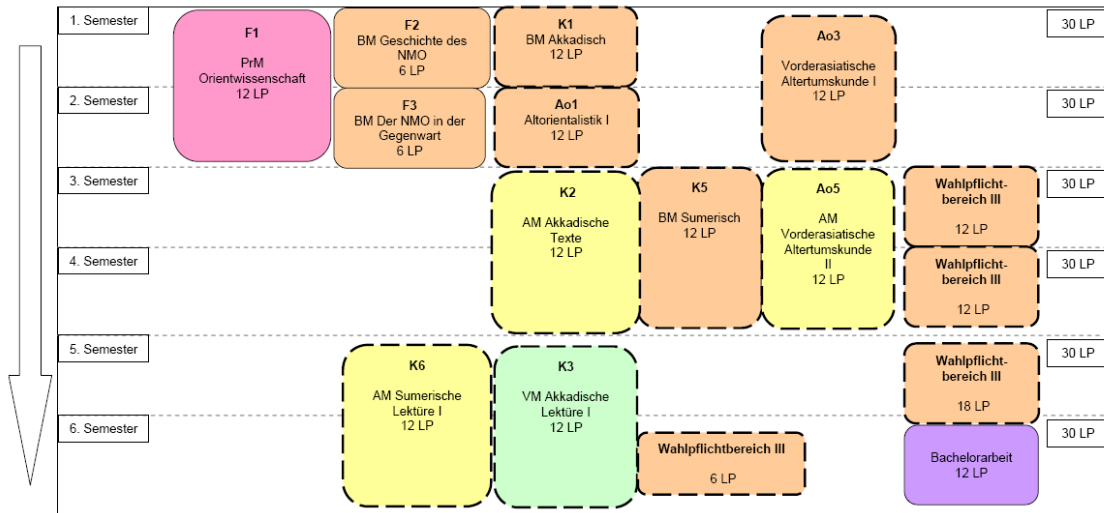 1. Semester
F1
PrM
Orientwissenschaft
12 LP
F2
BM Geschichte des
NMO
6 LP
K1
BM Akkadisch
12 LP
Ao3
Vorderasiatische
Altertumskunde I
12 LP
30 LP
2. Semester
F3
BM Der NMO in der
Gegenwart
6 LP
Ao1
Altorientalistik I
12 LP
30 LP
3. Semester
K2
AM Akkadische
Texte
12 LP
K5
BM Sumerisch
12 LP
Ao5
AM
Vorderasiatische
Altertumskunde
II
12 LP
Wahlpflicht-
bereich III
12 LP
30 LP
4. Semester
Wahlpflicht-
bereich III
12 LP
30 LP
5. Semester
K6
AM Sumerische
Lektüre I
12 LP
K3
VM Akkadische
Lektüre I
12 LP
Wahlpflicht-
bereich III
18 LP
30 LP
6. Semester
Wahlpflichtbereich III
6 LP
Bachelorarbeit
12 LP
30 LP